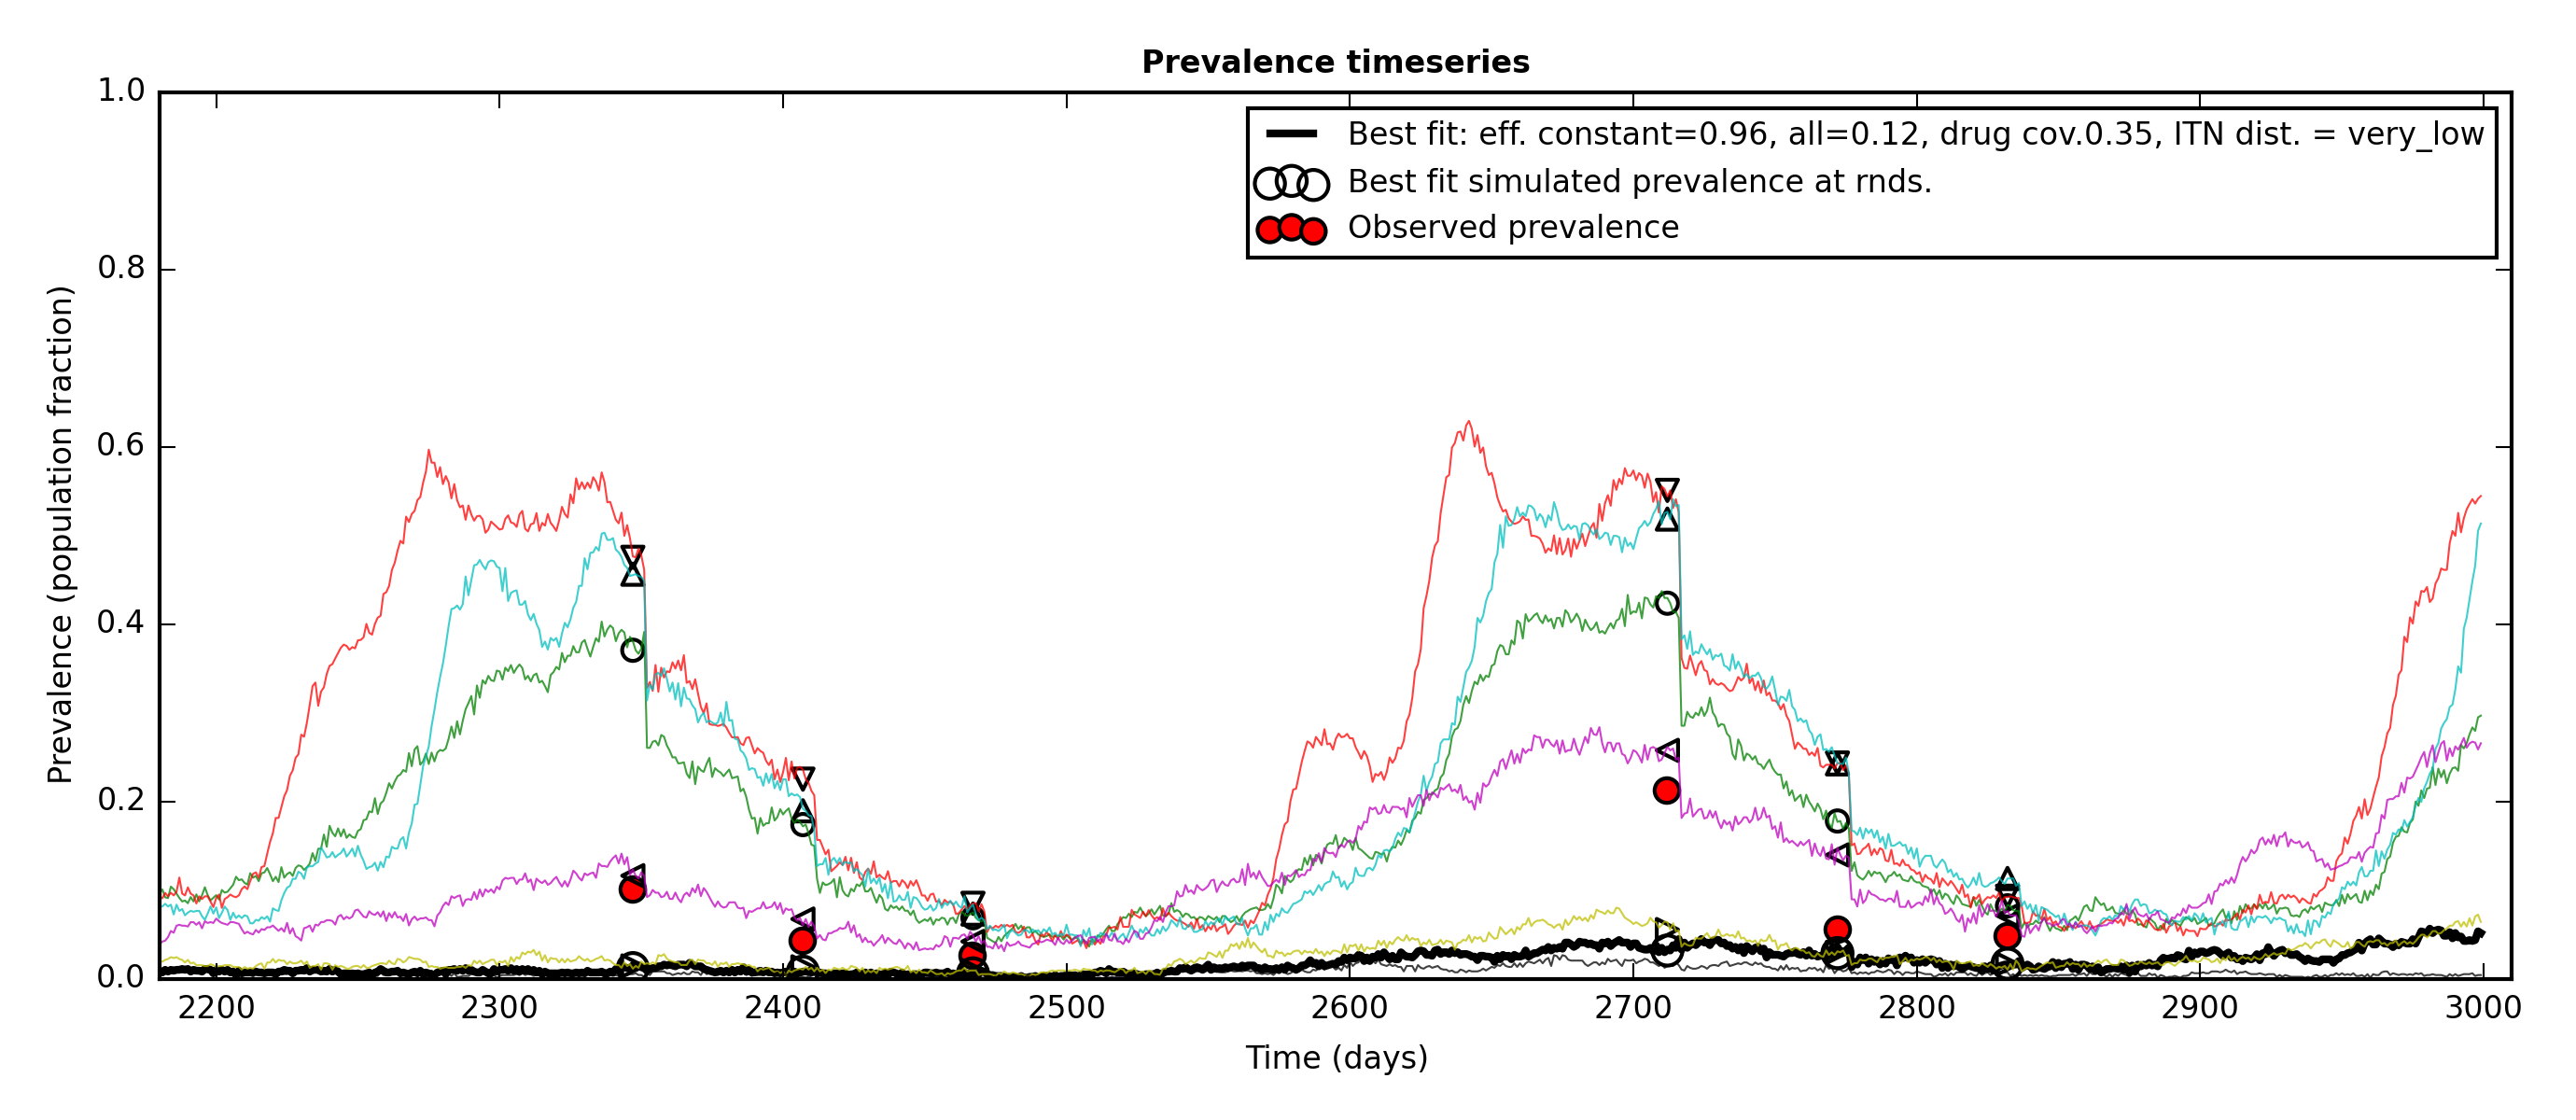 Prevalence timeseries
Best fit: eff. constant=0.96, all=0.12, drug cov.0.35, ITN dist. = very_low
Best fit simulated prevalence at rnds.
Observed prevalence
Prevalence (population fraction)
1.0
0.8
0.6
0.4
0.2
0.0
2200 2300 2400 2500 2600 2700 2800 2900 3000
Time (days)